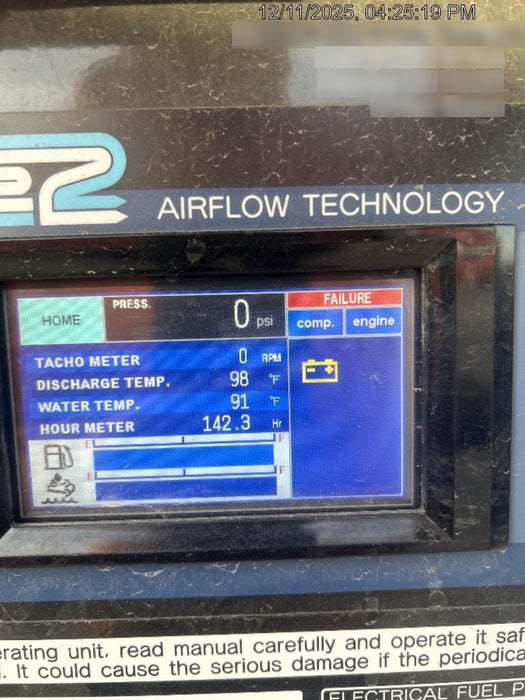 12/11/2025, 04:25:19 PM
e2
AIRFLOW TECHNOLOGY
HOME
PRESS.
0 psi
FAILURE
comp. engine
TACHO METER 0 RPM
DISCHARGE TEMP. 98 °F
WATER TEMP. 91 °F
HOUR METER 142.3 Hr
E F
E F
erating unit, read manual carefully and operate it saf
. It could cause the serious damage if the periodica
ELECTRICAL FUEL P